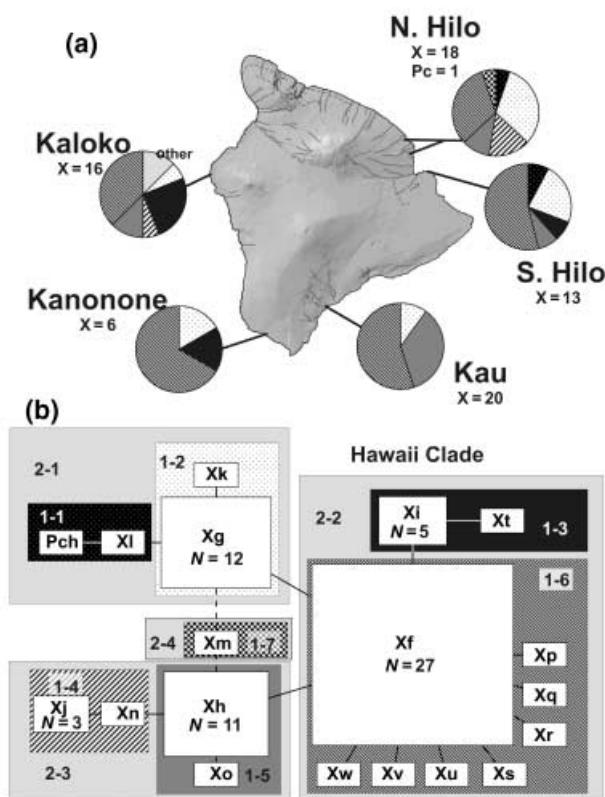 (a)
N. Hilo
X = 18
Pc = 1
Kaloko
X = 16
other
S. Hilo
X = 13
Kanonone
X = 6
Kau
X = 20
(b)
Hawaii Clade
2-1
1-2
Xk
1-1
Pch
Xl
Xg
N = 12
2-2
Xi
N = 5
Xt
1-3
1-6
Xf
N = 27
Xp
Xq
Xr
Xw
Xv
Xu
Xs
2-4
Xm
1-7
1-4
Xj
N = 3
Xn
Xh
N = 11
2-3
Xo
1-5